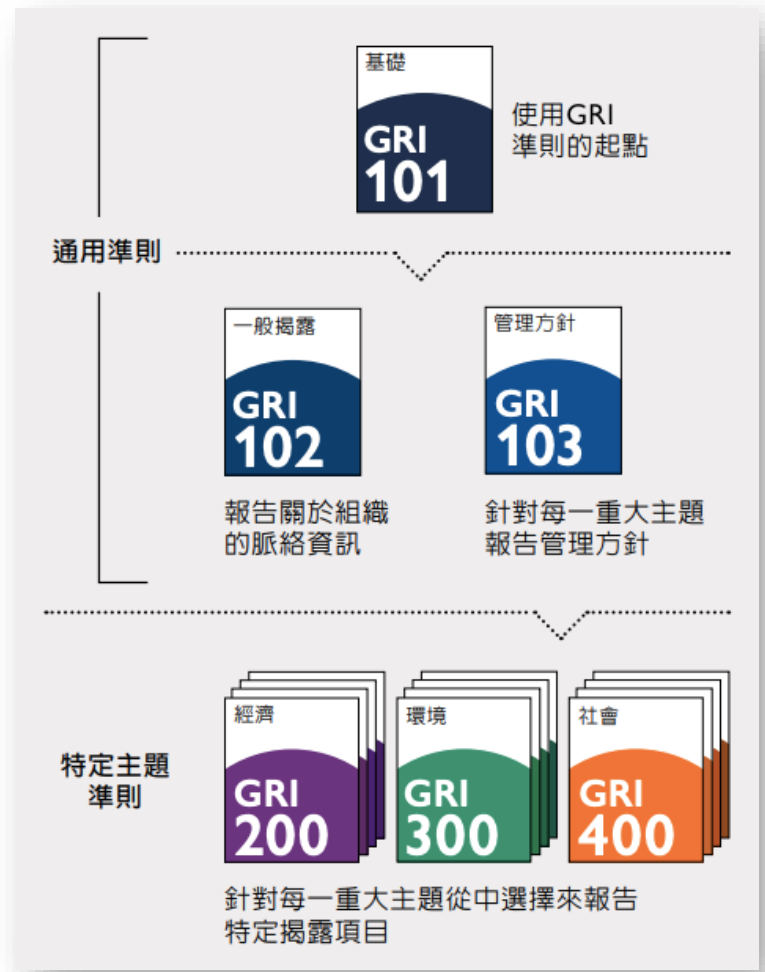 基礎
GRI
101
使用GRI
準則的起點
通用準則
一般揭露
GRI
102
報告關於組織
的脈絡資訊
管理方針
GRI
103
針對每一重大主題
報告管理方針
特定主題
準則
經濟
GRI
200
環境
GRI
300
社會
GRI
400
針對每一重大主題從中選擇來報告
特定揭露項目